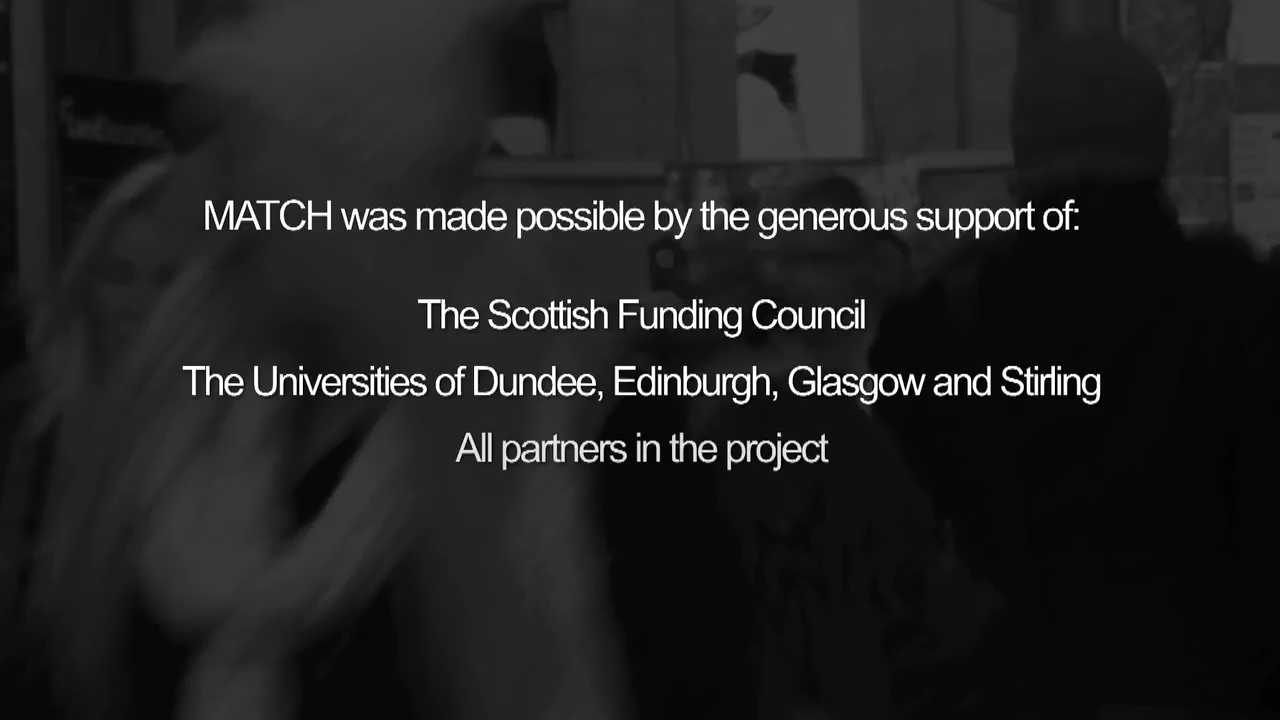 MATCH was made possible by the generous support of:
The Scottish Funding Council
The Universities of Dundee, Edinburgh, Glasgow and Stirling
All partners in the project